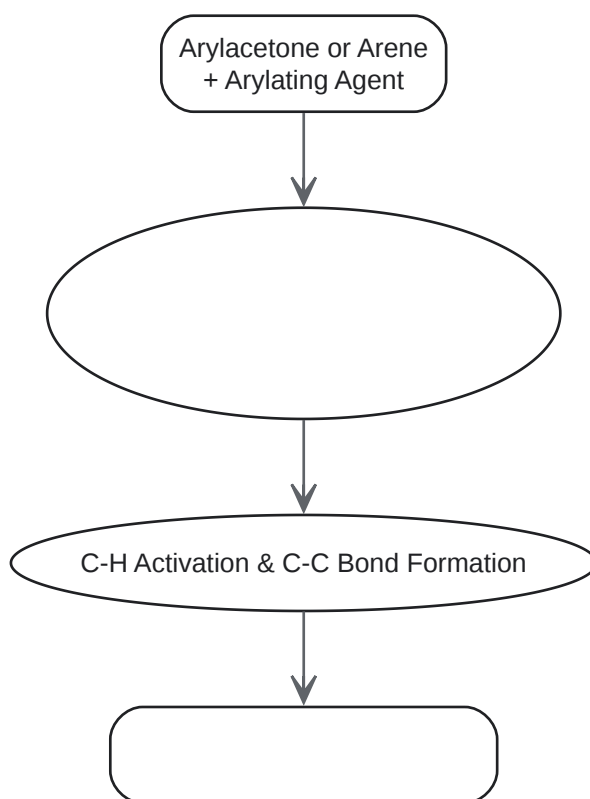 Arylacetone or Arene
+ Arylating Agent
C-H Activation & C-C Bond Formation